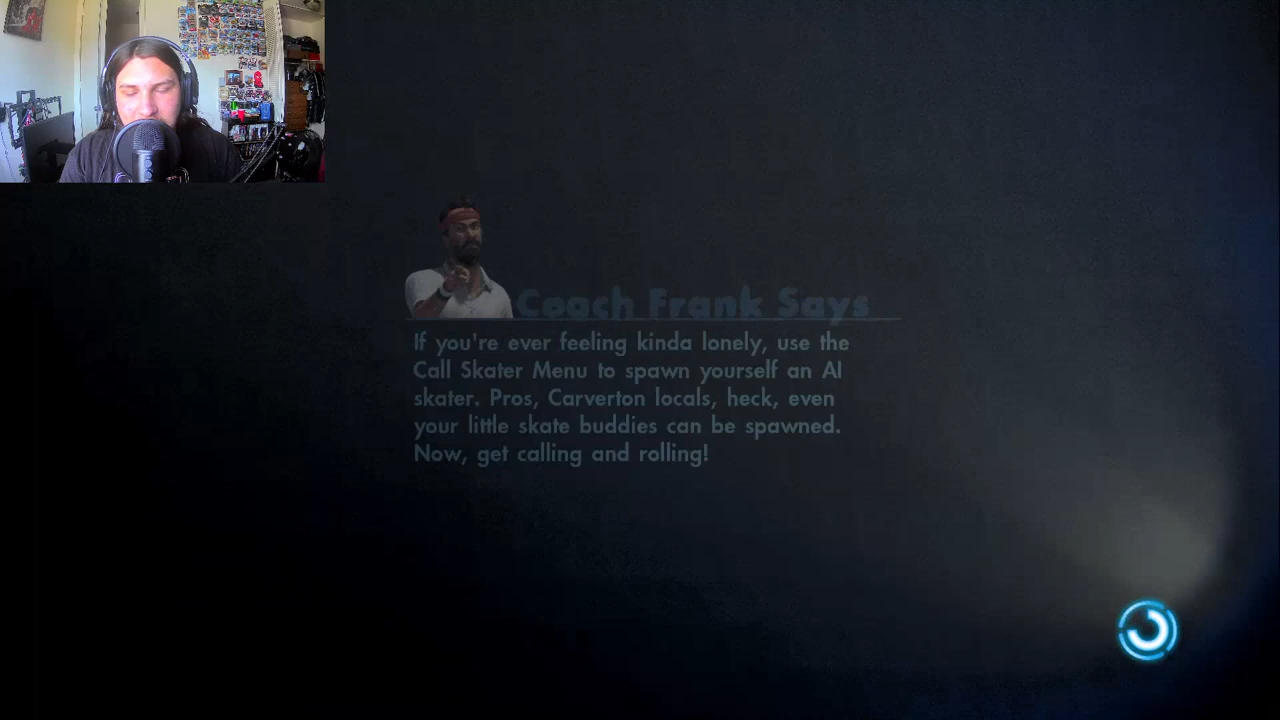 Coach Frank Says
If you're ever feeling kinda lonely, use the
Call Skater Menu to spawn yourself an AI
skater. Pros, Carverton locals, heck, even
your little skate buddies can be spawned.
Now, get calling and rolling!